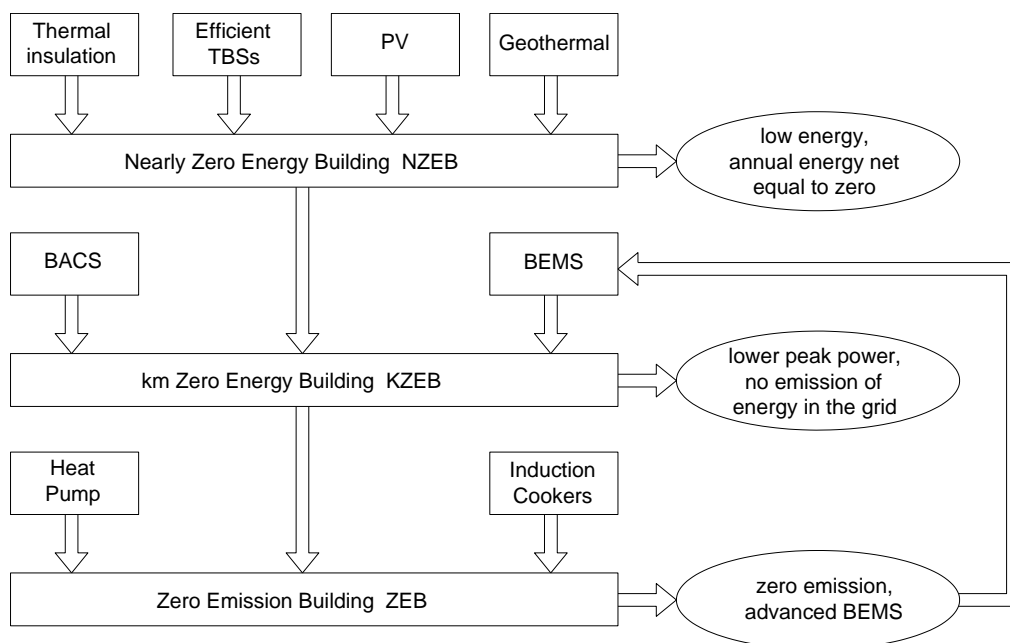 Thermal
insulation
Efficient
TBSs
PV
Geothermal
Nearly Zero Energy Building  NZEB
low energy,
annual energy net
equal to zero
BACS
BEMS
km Zero Energy Building  KZEB
lower peak power,
no emission of
energy in the grid
Heat
Pump
Induction
Cookers
Zero Emission Building  ZEB
zero emission,
advanced BEMS